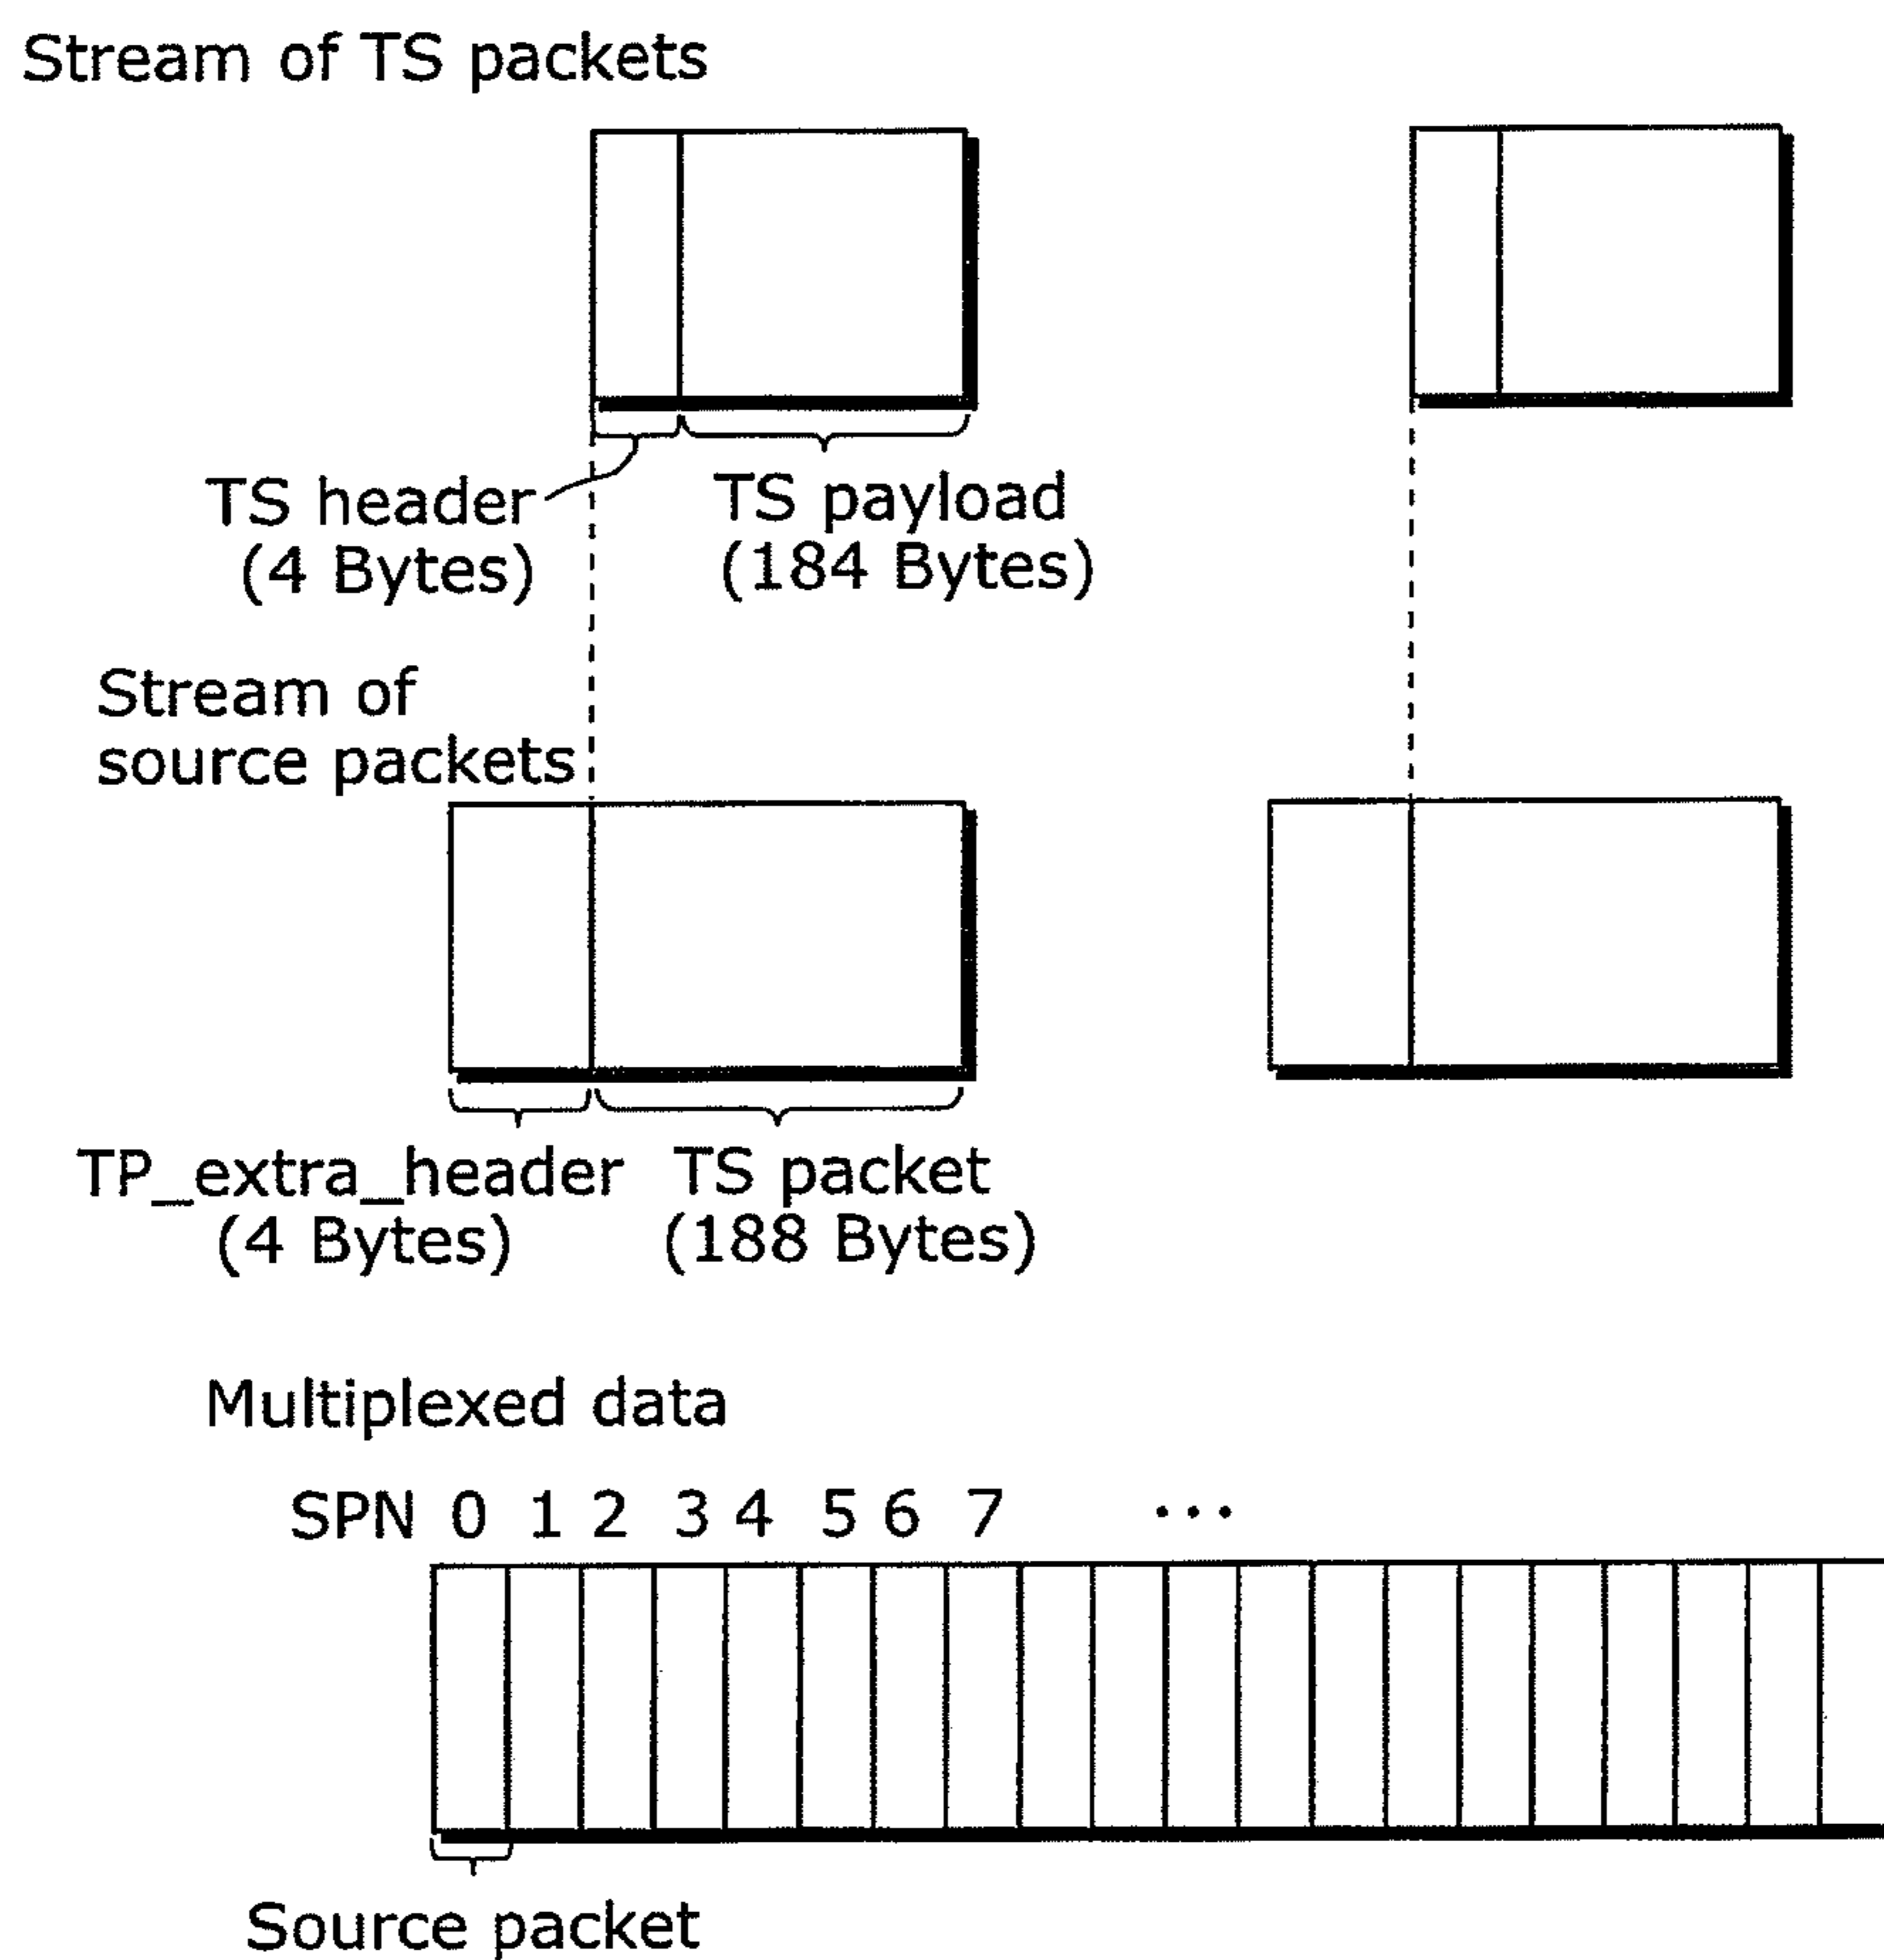 Stream of TS packets
TS header TS payload
(4 Bytes) (184 Bytes)
Stream of
source packets
TP_extra_header TS packet
(4 Bytes) (188 Bytes)
Multiplexed data
SPN 0 1 2 3 4 5 6 7 ...
Source packet